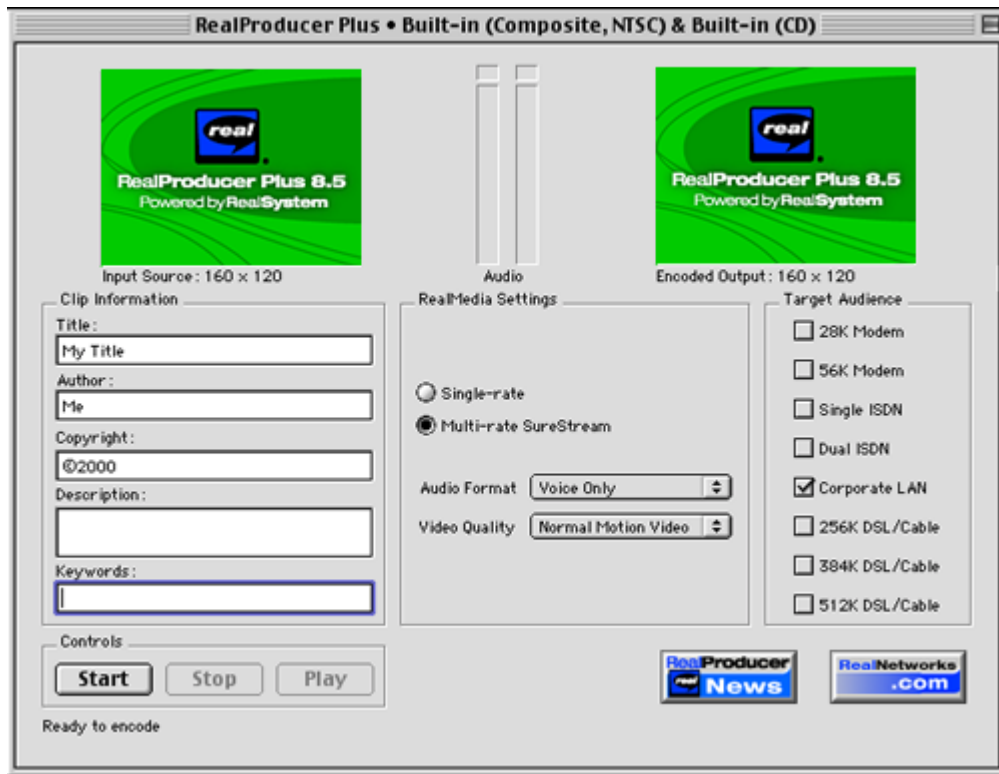 RealProducer Plus • Built-in (Composite, NTSC) & Built-in (CD)
real
RealProducer Plus 8.5
Powered by RealSystem
real
RealProducer Plus 8.5
Powered by RealSystem
Input Source: 160 × 120
Audio
Encoded Output: 160 × 120
Clip Information
Title:
My Title
Author:
Me
Copyright:
©2000
Description:
Keywords:
RealMedia Settings
Single-rate
Multi-rate SureStream
Audio Format Voice Only
Video Quality Normal Motion Video
Target Audience
28K Modem
56K Modem
Single ISDN
Dual ISDN
Corporate LAN
256K DSL/Cable
384K DSL/Cable
512K DSL/Cable
Controls
Start Stop Play
RealProducer
real News
RealNetworks
.com
Ready to encode